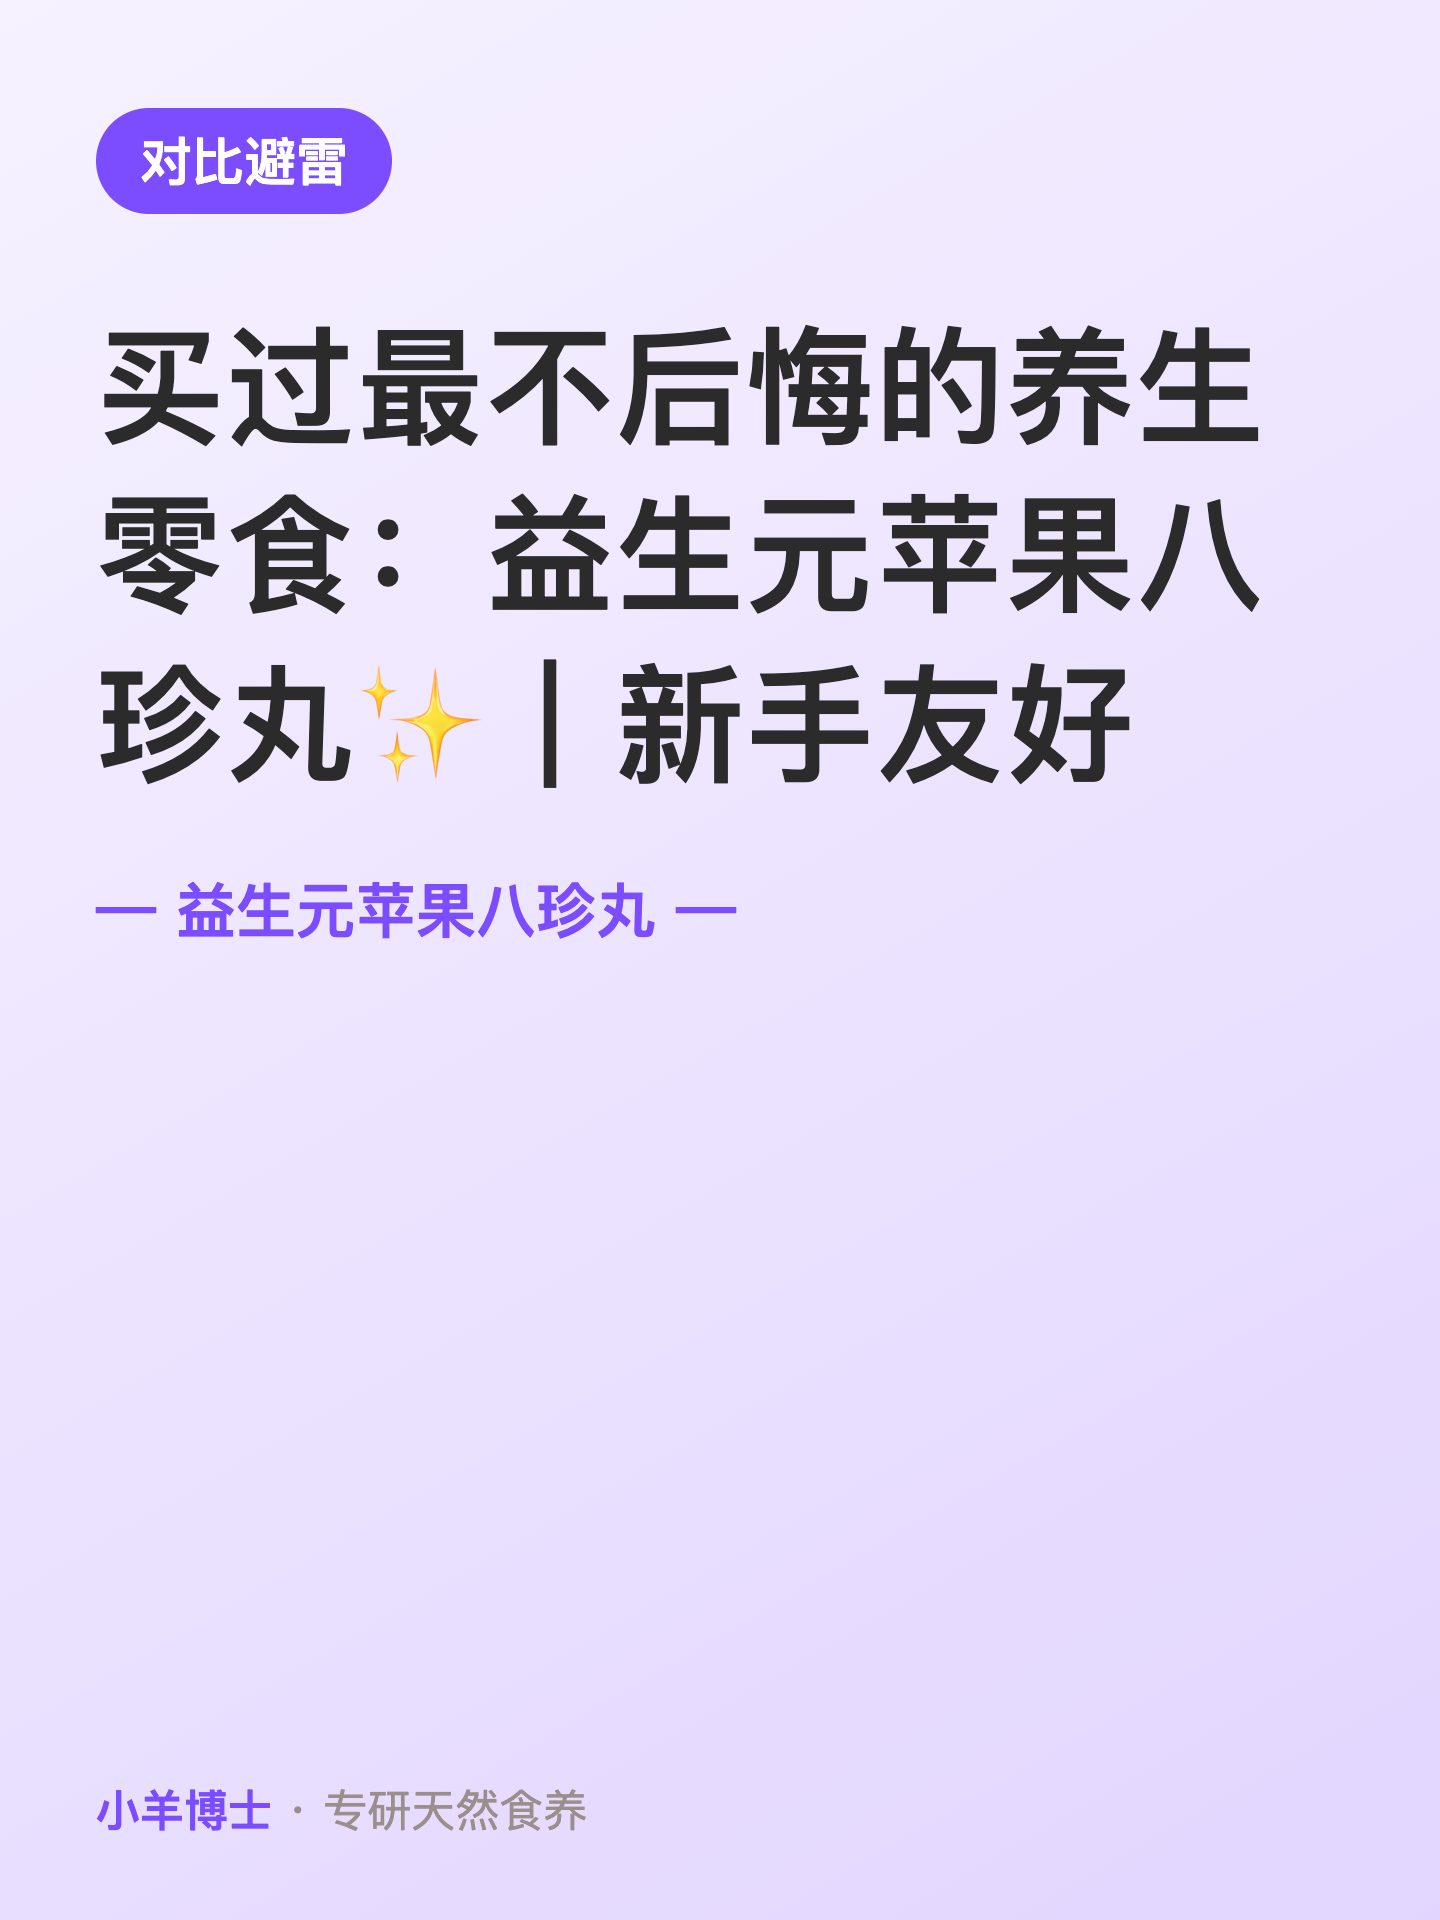 对比避雷
买过最不后悔的养生
零食：益生元苹果八
珍丸✨｜新手友好
— 益生元苹果八珍丸 —
小羊博士 · 专研天然食养